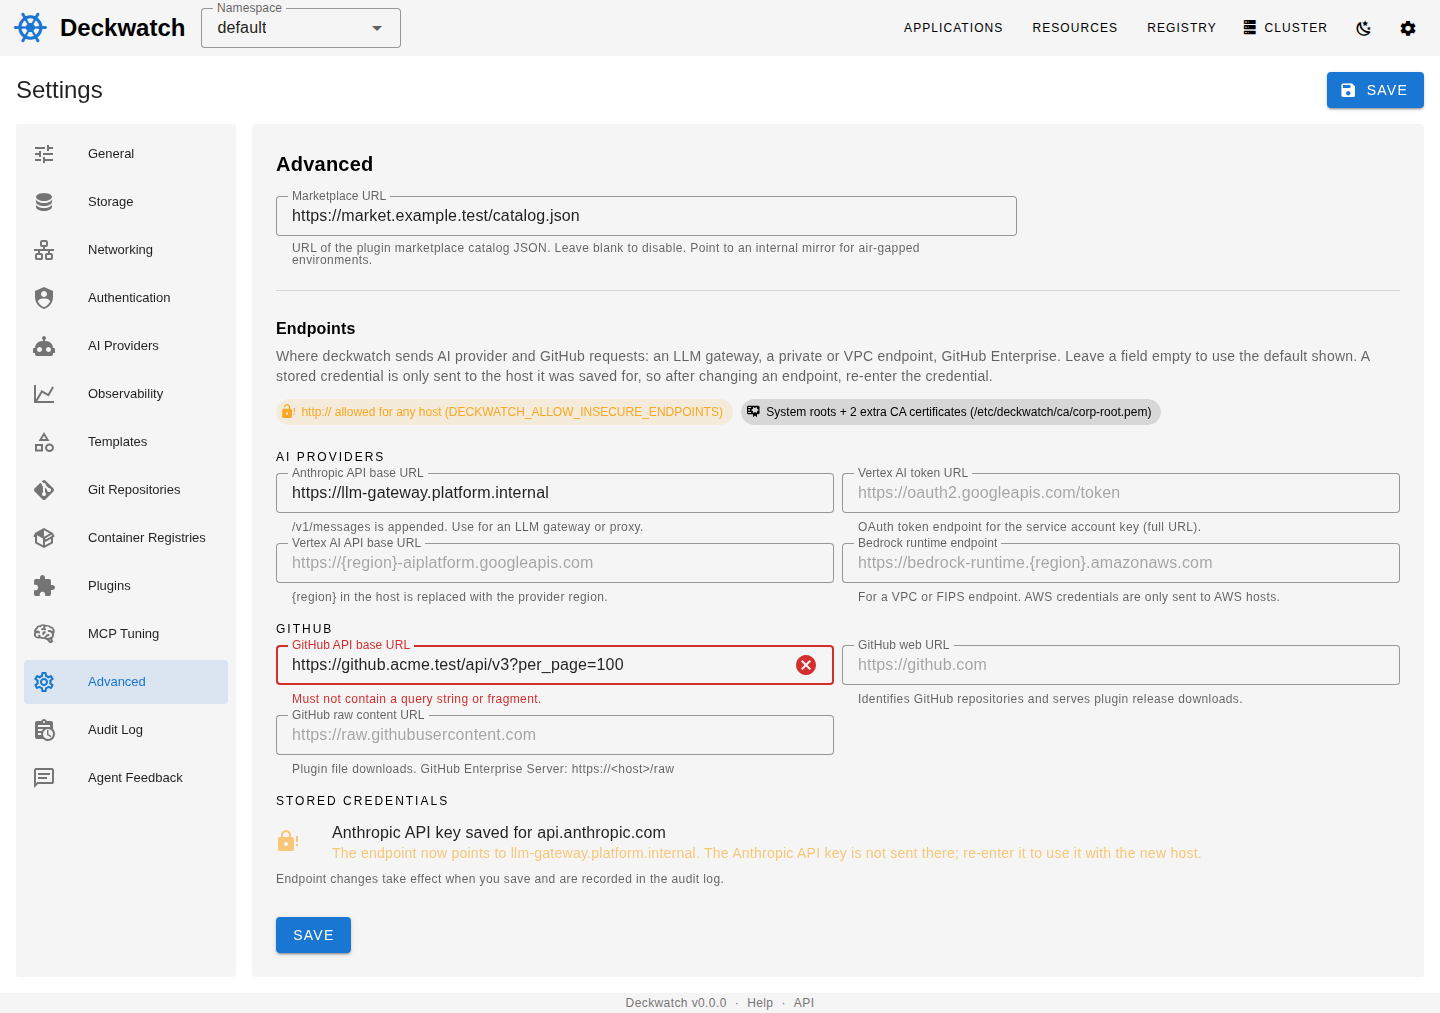 Deckwatch
Namespace
default
APPLICATIONS
RESOURCES
REGISTRY
CLUSTER
Settings
SAVE
General
Storage
Networking
Authentication
AI Providers
Observability
Templates
Git Repositories
Container Registries
Plugins
MCP Tuning
Advanced
Audit Log
Agent Feedback
Advanced
Marketplace URL
https://market.example.test/catalog.json
URL of the plugin marketplace catalog JSON. Leave blank to disable. Point to an internal mirror for air-gapped
environments.
Endpoints
Where deckwatch sends AI provider and GitHub requests: an LLM gateway, a private or VPC endpoint, GitHub Enterprise. Leave a field empty to use the default shown. A
stored credential is only sent to the host it was saved for, so after changing an endpoint, re-enter the credential.
http:// allowed for any host (DECKWATCH_ALLOW_INSECURE_ENDPOINTS)
System roots + 2 extra CA certificates (/etc/deckwatch/ca/corp-root.pem)
AI PROVIDERS
Anthropic API base URL
https://llm-gateway.platform.internal
/v1/messages is appended. Use for an LLM gateway or proxy.
Vertex AI token URL
https://oauth2.googleapis.com/token
OAuth token endpoint for the service account key (full URL).
Vertex AI API base URL
https://{region}-aiplatform.googleapis.com
{region} in the host is replaced with the provider region.
Bedrock runtime endpoint
https://bedrock-runtime.{region}.amazonaws.com
For a VPC or FIPS endpoint. AWS credentials are only sent to AWS hosts.
GITHUB
GitHub API base URL
https://github.acme.test/api/v3?per_page=100
Must not contain a query string or fragment.
GitHub web URL
https://github.com
Identifies GitHub repositories and serves plugin release downloads.
GitHub raw content URL
https://raw.githubusercontent.com
Plugin file downloads. GitHub Enterprise Server: https://<host>/raw
STORED CREDENTIALS
Anthropic API key saved for api.anthropic.com
The endpoint now points to llm-gateway.platform.internal. The Anthropic API key is not sent there; re-enter it to use it with the new host.
Endpoint changes take effect when you save and are recorded in the audit log.
SAVE
Deckwatch v0.0.0 · Help · API